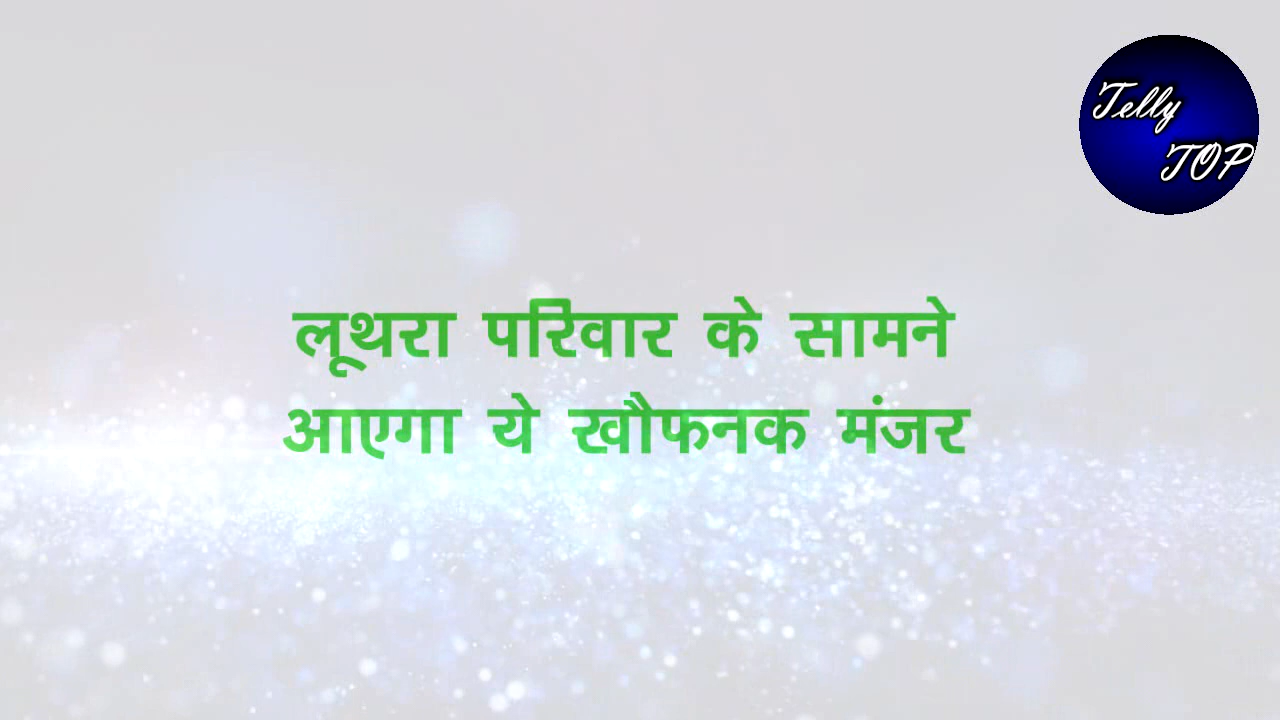 Telly
TOP
लूथरा परिवार के सामने
आएगा ये खौफनक मंजर